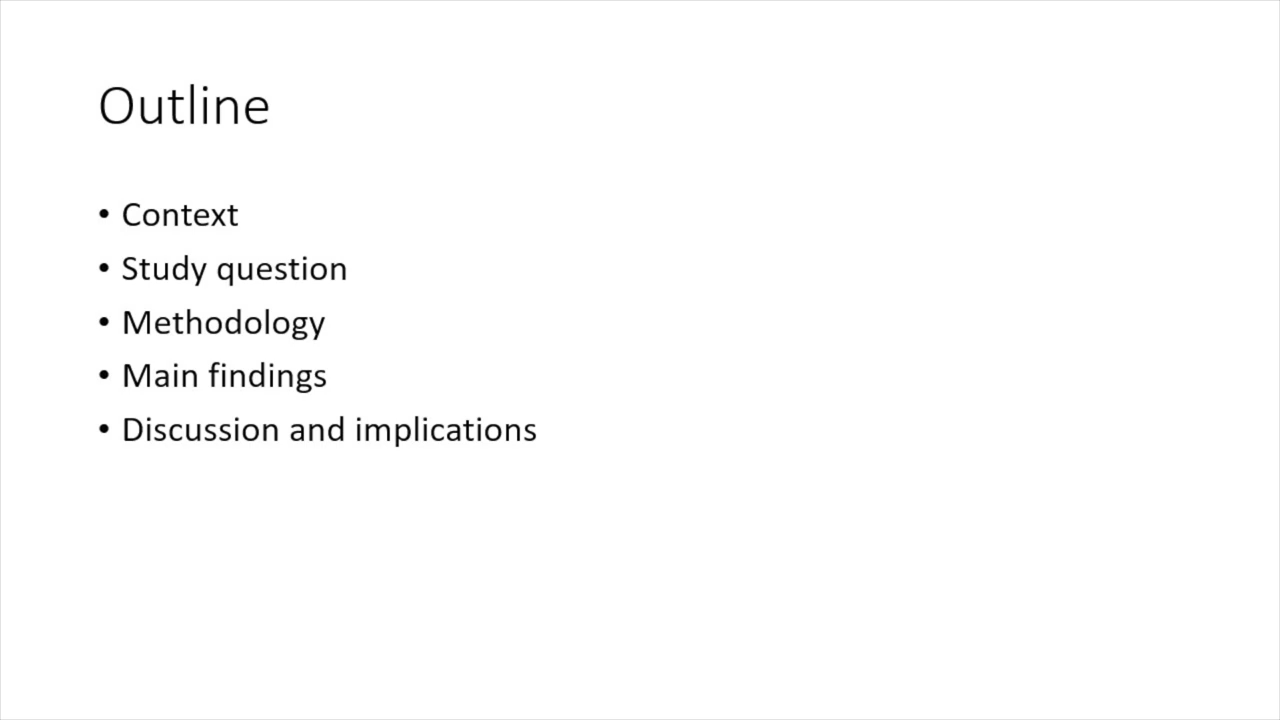 Outline
• Context
• Study question
• Methodology
• Main findings
• Discussion and implications